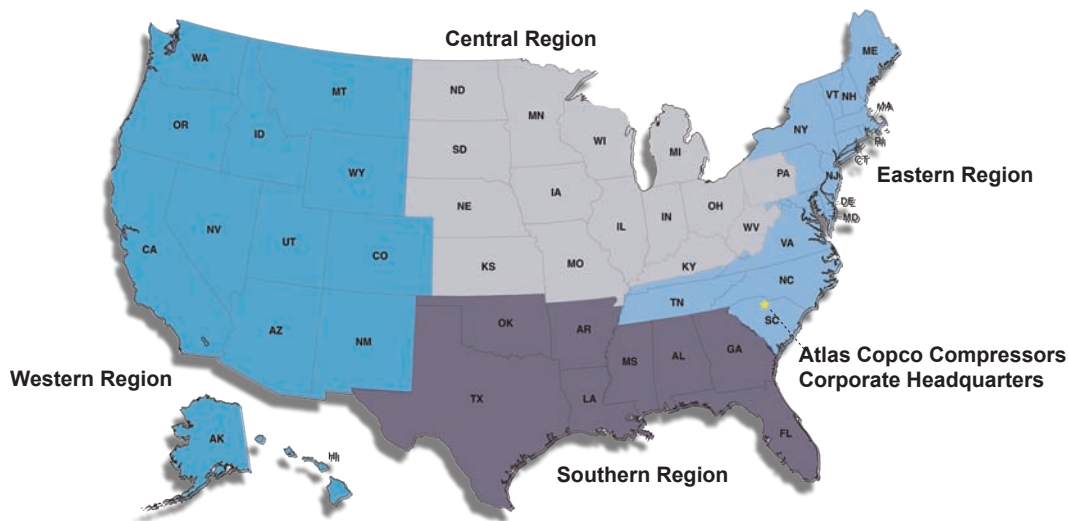 Central Region
ME
WA
MT
ND
VT NH
MN
MA
OR
ID
NY
WI
SD
MI
RI
CT
WY
PA
NJ
Eastern Region
IA
NE
OH
DE
IL
IN
MD
NV
WV
UT
VA
CA
CO
MO
KS
KY
NC
TN
OK
SC
AZ
AR
NM
GA
MS
AL
Atlas Copco Compressors
Corporate Headquarters
Western Region
TX
LA
FL
AK
HI
Southern Region